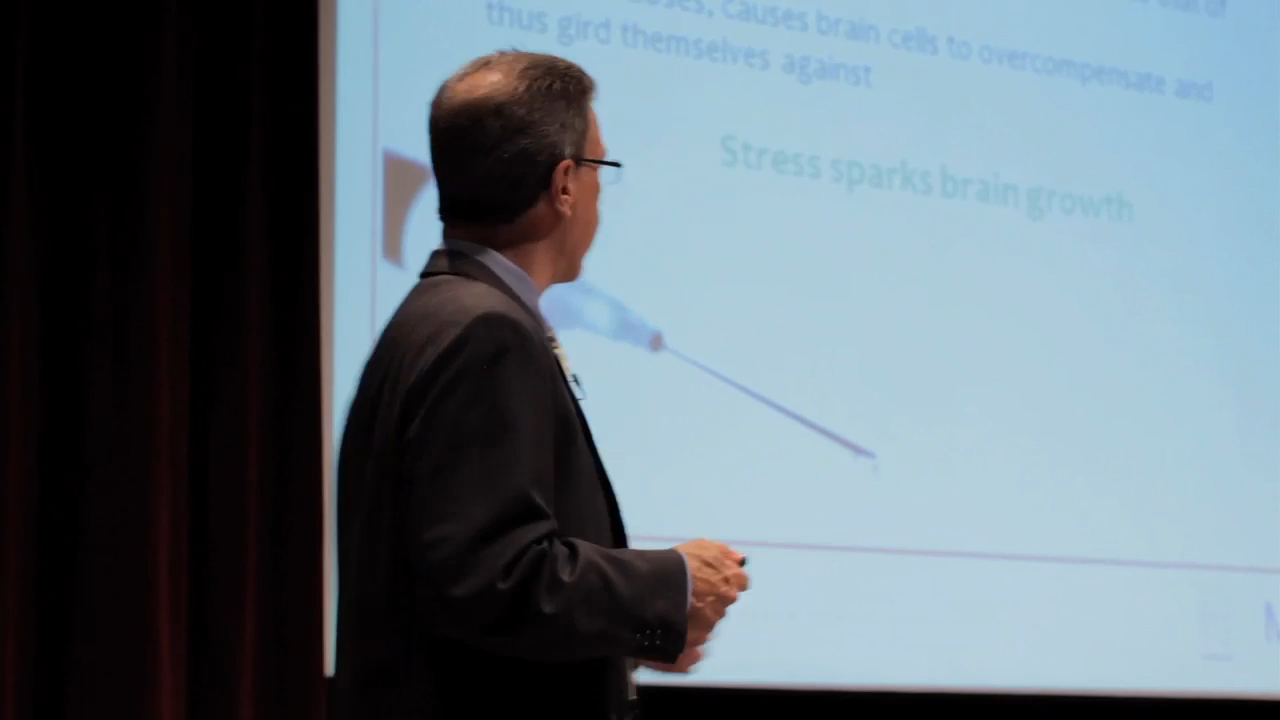 causes brain cells to overcompensate and
thus gird themselves against
Stress sparks brain growth